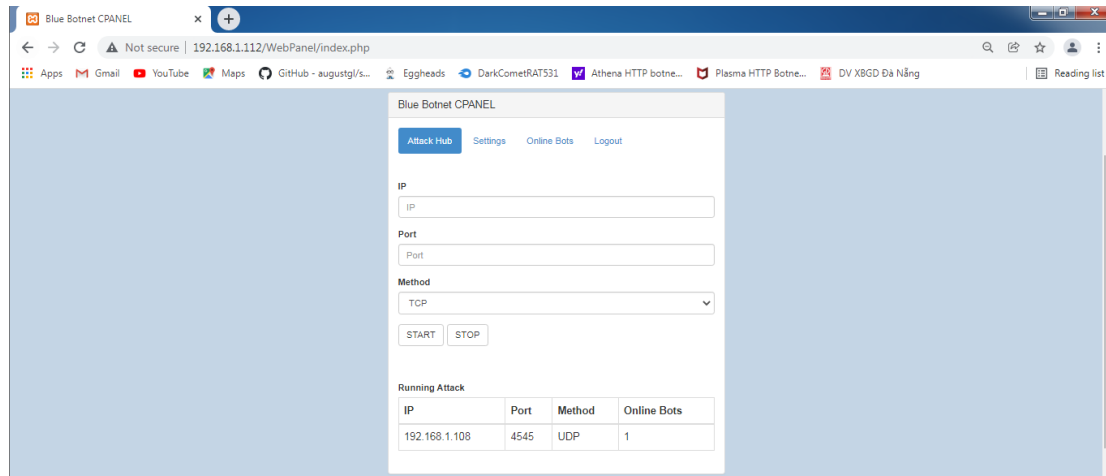 Blue Botnet CPANEL
Not secure | 192.168.1.112/WebPanel/index.php
Apps Gmail YouTube Maps GitHub - augustgl/s... Eggheads DarkCometRAT531 Athena HTTP botne... Plasma HTTP Botne... DV XBGD Đà Nẵng Reading list
Blue Botnet CPANEL
Attack Hub Settings Online Bots Logout
IP
IP
Port
Port
Method
TCP
START STOP
Running Attack
IP Port Method Online Bots
192.168.1.108 4545 UDP 1